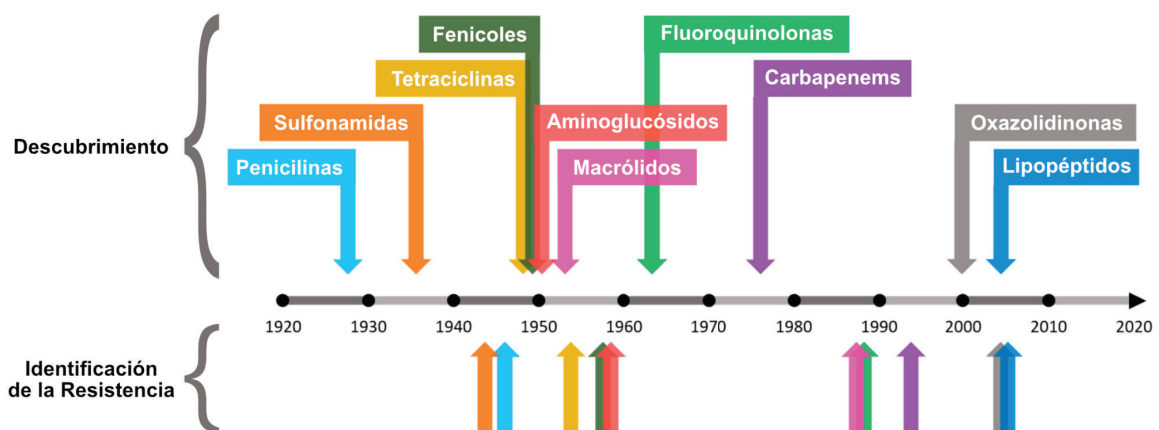 Fenicoles
Fluoroquinolonas
Tetraciclinas
Carbapenems
Sulfonamidas
Aminoglucósidos
Oxazolidinonas
Descubrimiento
Penicilinas
Macrólidos
Lipopéptidos
1920 1930 1940 1950 1960 1970 1980 1990 2000 2010 2020
Identificación
de la Resistencia